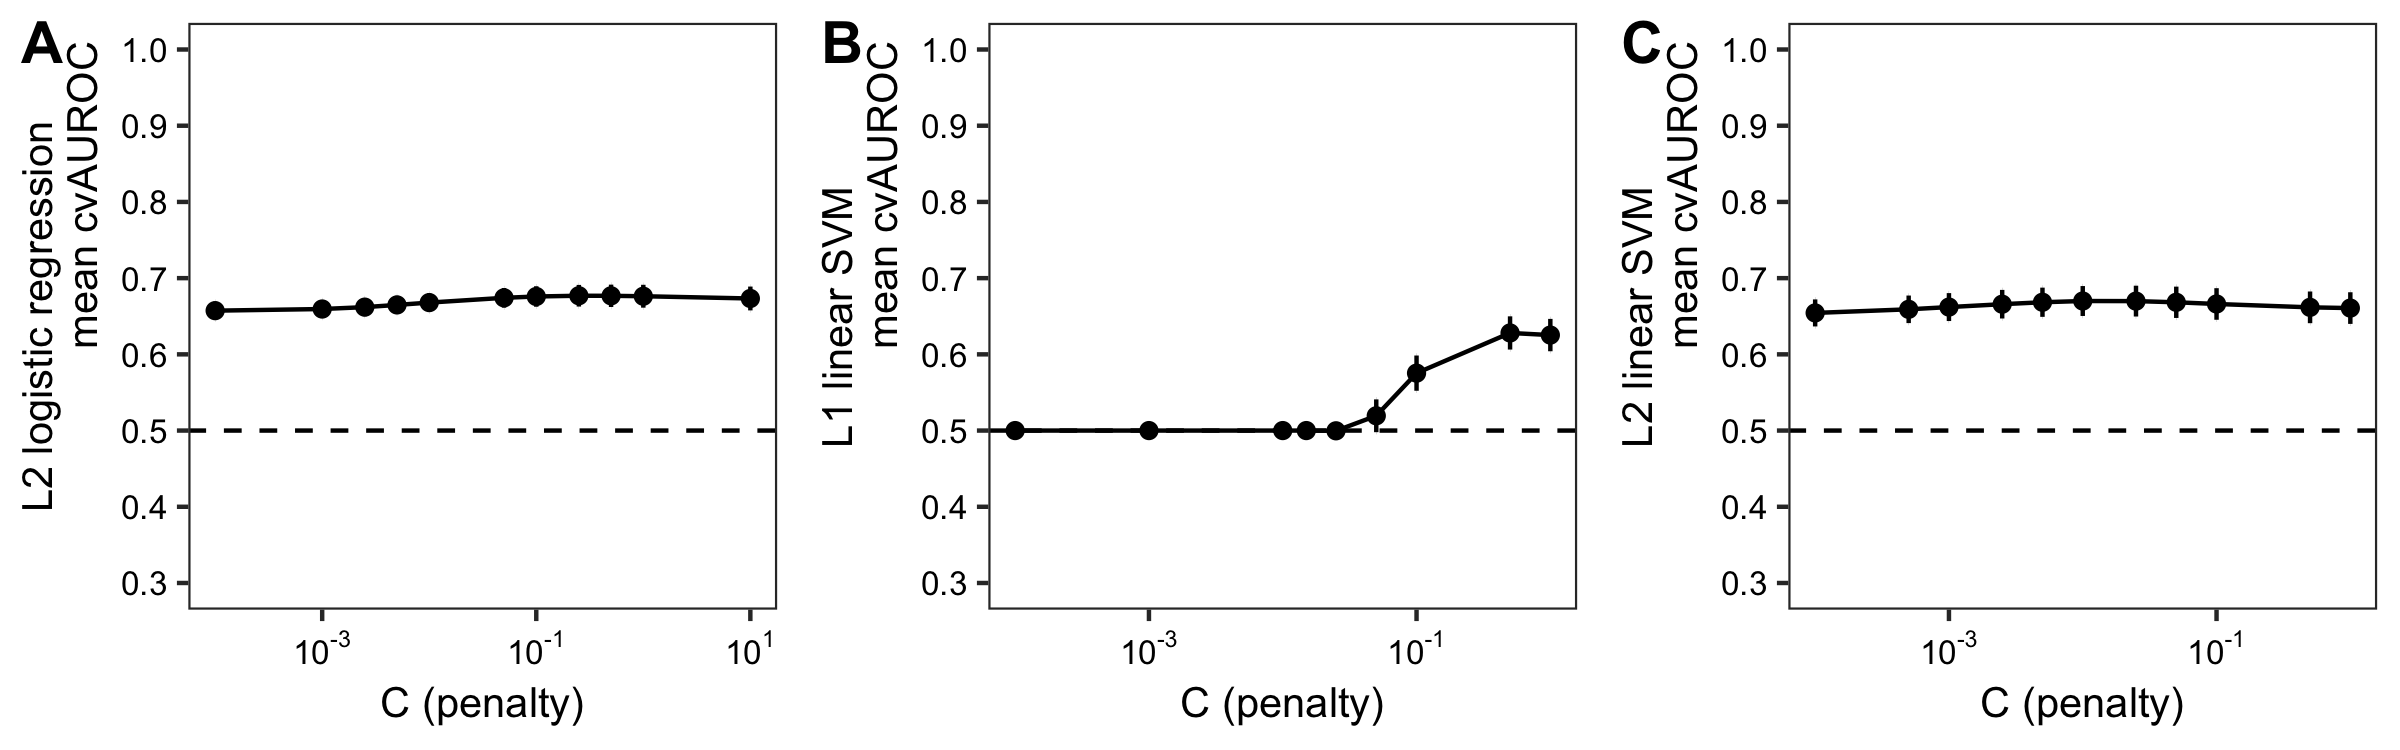 A
L2 logistic regression
mean cvAUROC
1.0
0.9
0.8
0.7
0.6
0.5
0.4
0.3
10⁻³
10⁻¹
10¹
C (penalty)
B
L1 linear SVM
mean cvAUROC
1.0
0.9
0.8
0.7
0.6
0.5
0.4
0.3
10⁻³
10⁻¹
C (penalty)
C
L2 linear SVM
mean cvAUROC
1.0
0.9
0.8
0.7
0.6
0.5
0.4
0.3
10⁻³
10⁻¹
C (penalty)